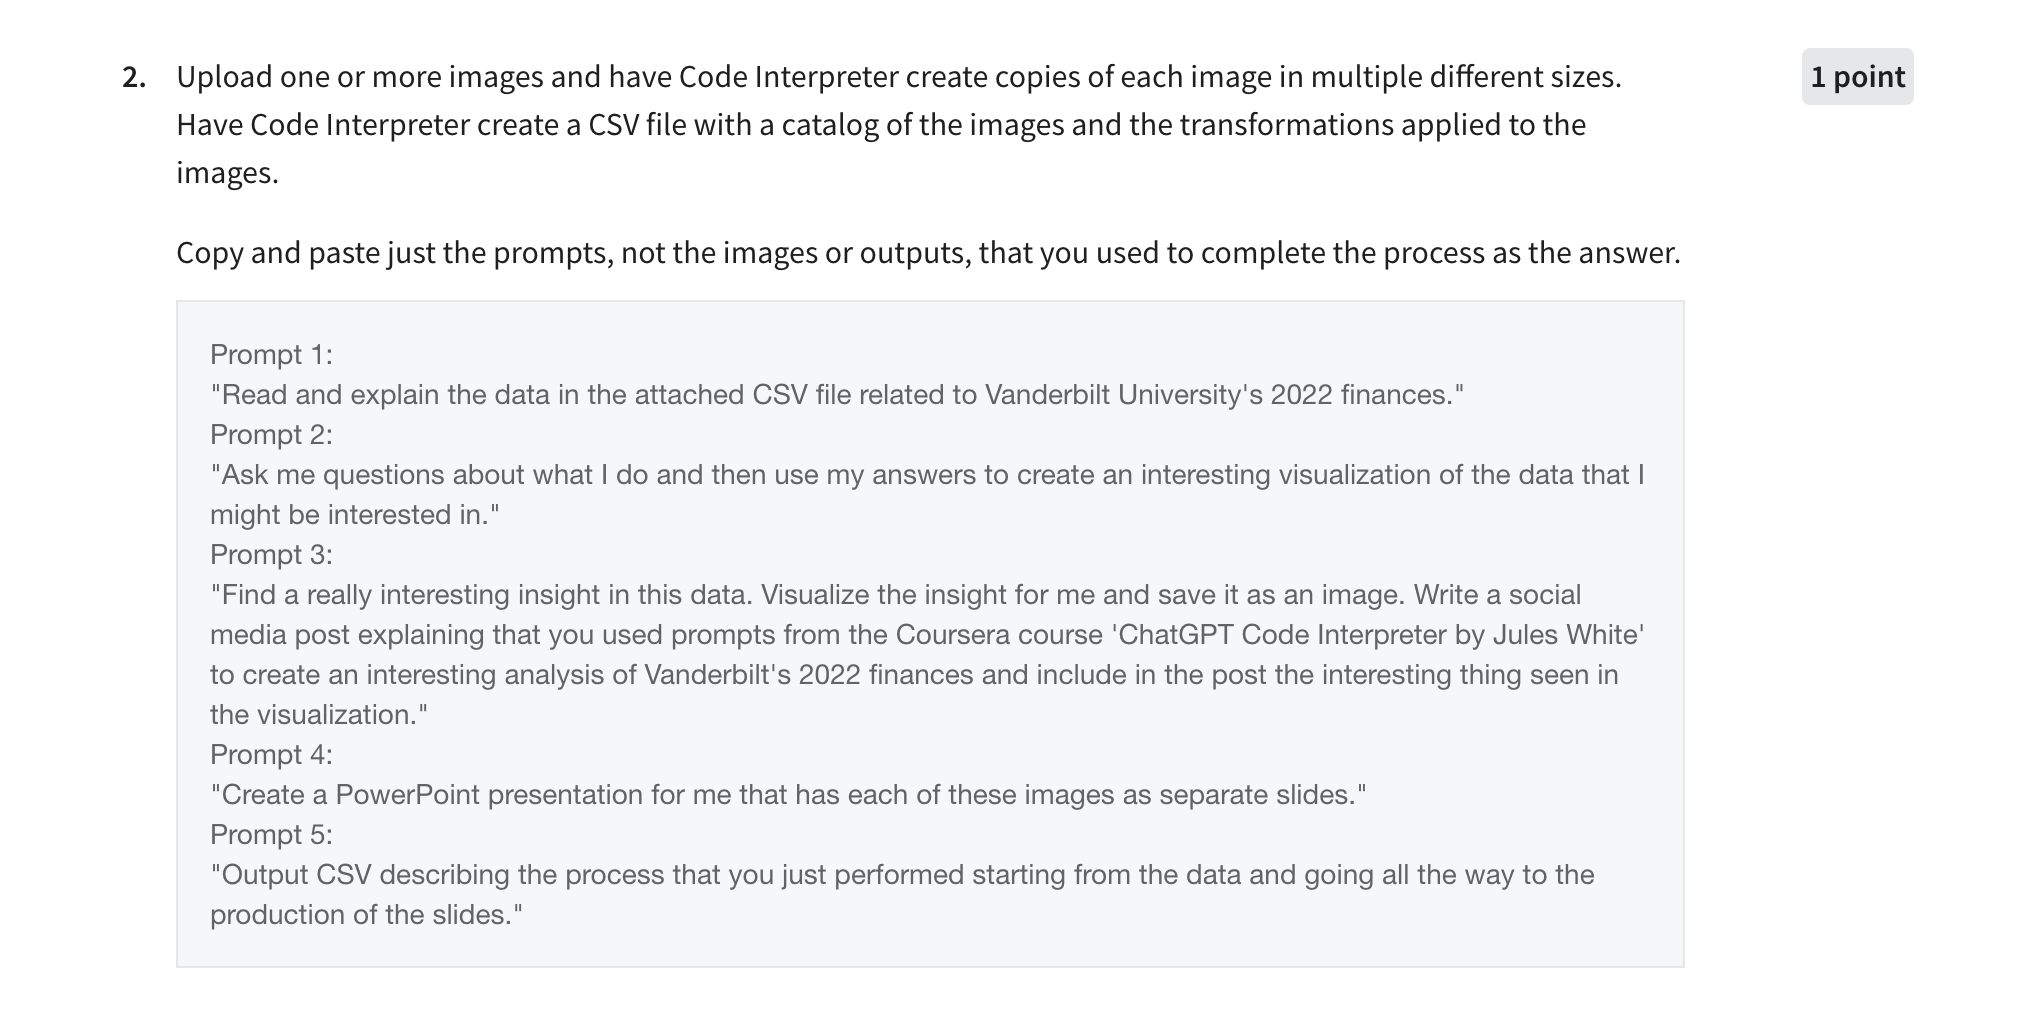 2. Upload one or more images and have Code Interpreter create copies of each image in multiple different sizes.
1 point
Have Code Interpreter create a CSV file with a catalog of the images and the transformations applied to the
images.
Copy and paste just the prompts, not the images or outputs, that you used to complete the process as the answer.
Prompt 1:
"Read and explain the data in the attached CSV file related to Vanderbilt University's 2022 finances."
Prompt 2:
"Ask me questions about what I do and then use my answers to create an interesting visualization of the data that I
might be interested in."
Prompt 3:
"Find a really interesting insight in this data. Visualize the insight for me and save it as an image. Write a social
media post explaining that you used prompts from the Coursera course 'ChatGPT Code Interpreter by Jules White'
to create an interesting analysis of Vanderbilt's 2022 finances and include in the post the interesting thing seen in
the visualization."
Prompt 4:
"Create a PowerPoint presentation for me that has each of these images as separate slides."
Prompt 5:
"Output CSV describing the process that you just performed starting from the data and going all the way to the
production of the slides."